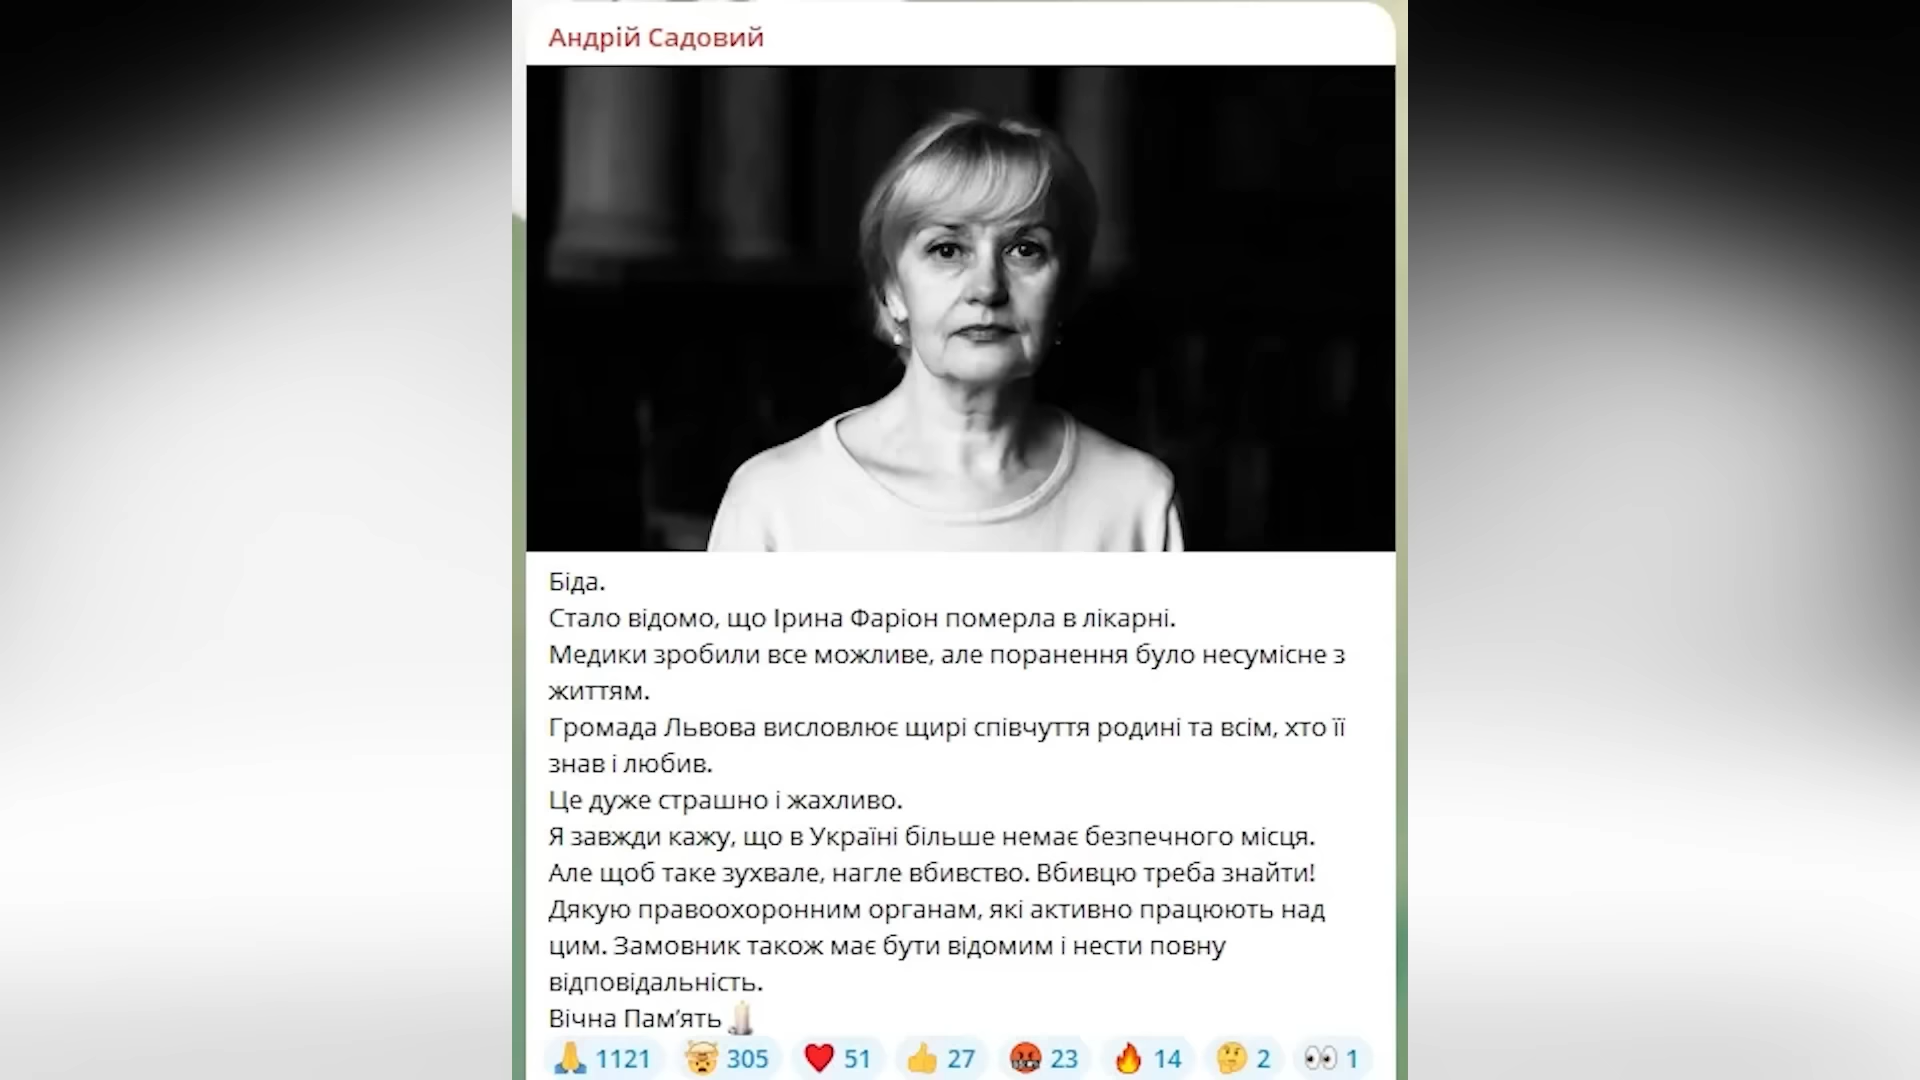 Андрій Садовий
Біда.
Стало відомо, що Ірина Фаріон померла в лікарні.
Медики зробили все можливе, але поранення було несумісне з
життям.
Громада Львова висловлює щирі співчуття родині та всім, хто її
знав і любив.
Це дуже страшно і жахливо.
Я завжди кажу, що в Україні більше немає безпечного місця.
Але щоб таке зухвале, нагле вбивство. Вбивцю треба знайти!
Дякую правоохоронним органам, які активно працюють над
цим. Замовник також має бути відомим і нести повну
відповідальність.
Вічна Пам’ять🕯
🙏 1121 🤯 305 ❤️ 51 👍 27 🤬 23 🔥 14 🤔 2 👀 1